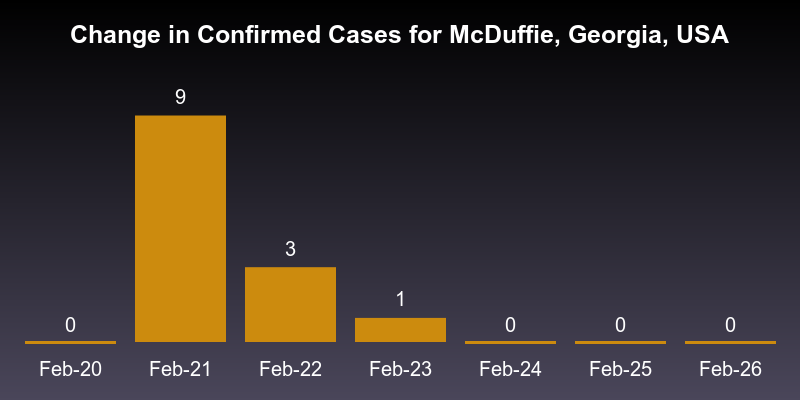 Change in Confirmed Cases for McDuffie, Georgia, USA
9
3
1
0
0
0
0
Feb-20
Feb-21
Feb-22
Feb-23
Feb-24
Feb-25
Feb-26